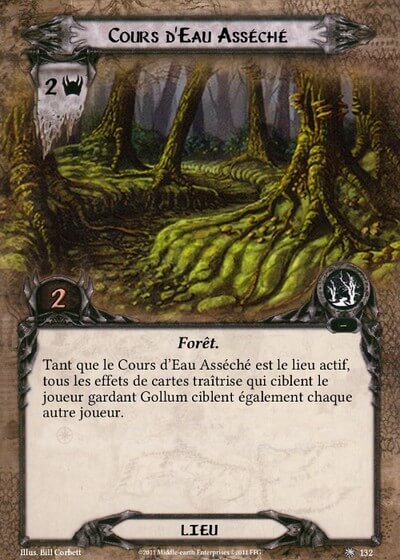 Cours d'Eau Asséché
2
2
–
Forêt.
Tant que le Cours d'Eau Asséché est le lieu actif,
tous les effets de cartes traîtrise qui ciblent le
joueur gardant Gollum ciblent également chaque
autre joueur.
Illus. Bill Corbett
©2011 Middle-earth Enterprises ©2011 FFG
132
LIEU